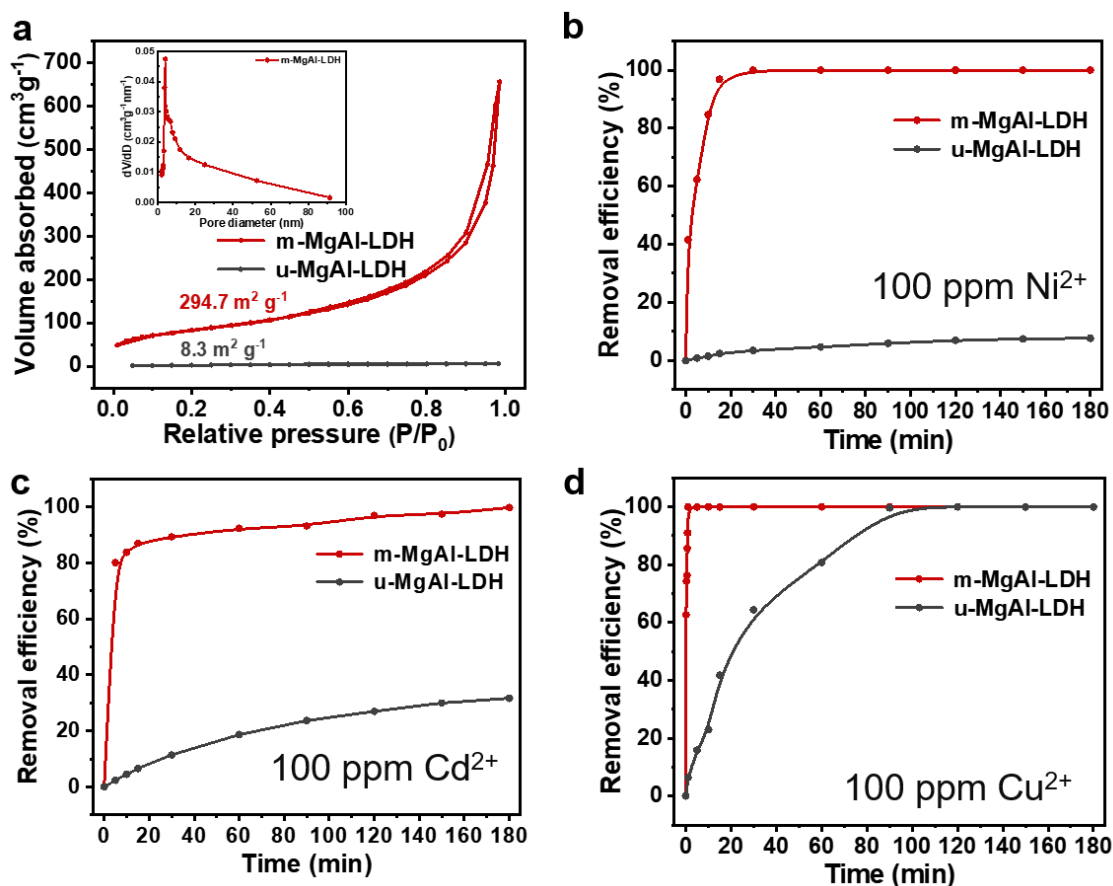 a
Volume absorbed (cm³g⁻¹)
700
600
500
400
300
200
100
0
0.0 0.2 0.4 0.6 0.8 1.0
Relative pressure (P/P₀)
dV/dD (cm³g⁻¹nm⁻¹)
0.05
0.04
0.03
0.02
0.01
0.00
0 20 40 60 80 100
Pore diameter (nm)
m-MgAl-LDH
m-MgAl-LDH
u-MgAl-LDH
294.7 m² g⁻¹
8.3 m² g⁻¹
b
Removal efficiency (%)
100
80
60
40
20
0
0 20 40 60 80 100 120 140 160 180
Time (min)
m-MgAl-LDH
u-MgAl-LDH
100 ppm Ni²⁺
c
Removal efficiency (%)
100
80
60
40
20
0
0 20 40 60 80 100 120 140 160 180
Time (min)
m-MgAl-LDH
u-MgAl-LDH
100 ppm Cd²⁺
d
Removal efficiency (%)
100
80
60
40
20
0
0 20 40 60 80 100 120 140 160 180
Time (min)
m-MgAl-LDH
u-MgAl-LDH
100 ppm Cu²⁺